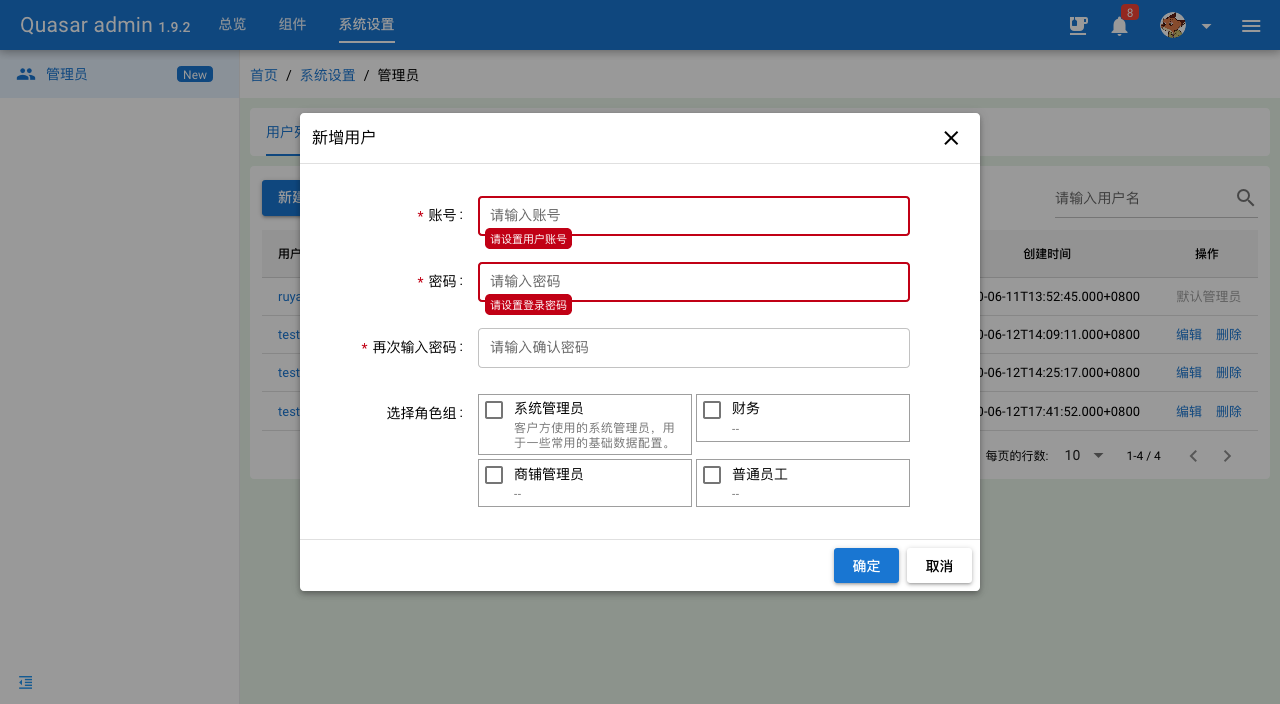 Quasar admin 1.9.2 总览 组件 系统设置 8
管理员 New
首页 / 系统设置 / 管理员
用户列
新增用户
新建
请输入用户名
* 账号：
请输入账号
请设置用户账号
* 密码：
请输入密码
请设置登录密码
* 再次输入密码：
请输入确认密码
选择角色组：
系统管理员
客户方使用的系统管理员，用
于一些常用的基础数据配置。
财务
--
商铺管理员
--
普通员工
--
确定 取消
用户 创建时间 操作
ruya 0-06-11T13:52:45.000+0800 默认管理员
test 0-06-12T14:09:11.000+0800 编辑 删除
test 0-06-12T14:25:17.000+0800 编辑 删除
test 0-06-12T17:41:52.000+0800 编辑 删除
每页的行数: 10 1-4 / 4